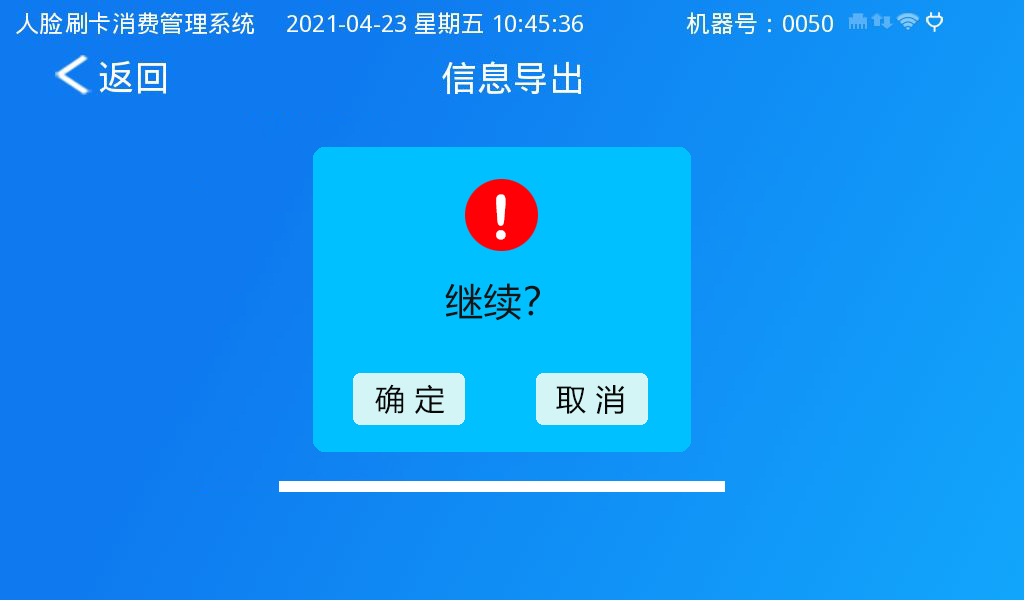 人脸刷卡消费管理系统 2021-04-23 星期五 10:45:36 机器号：0050
返回 信息导出
继续?
确 定 取 消